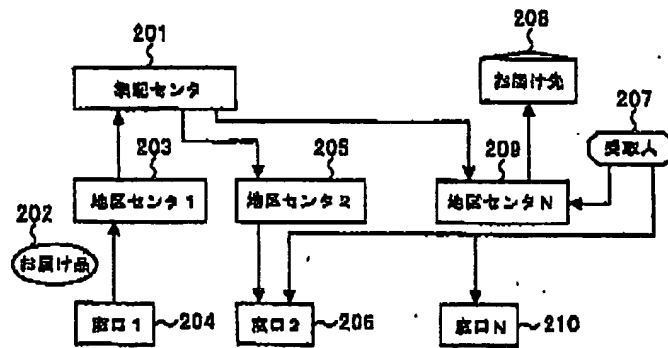 201
集配センタ
208
お届け先
207
受取人
203
地区センタ1
205
地区センタ2
209
地区センタN
202
お届け品
窓口1
204
窓口2
206
窓口N
210